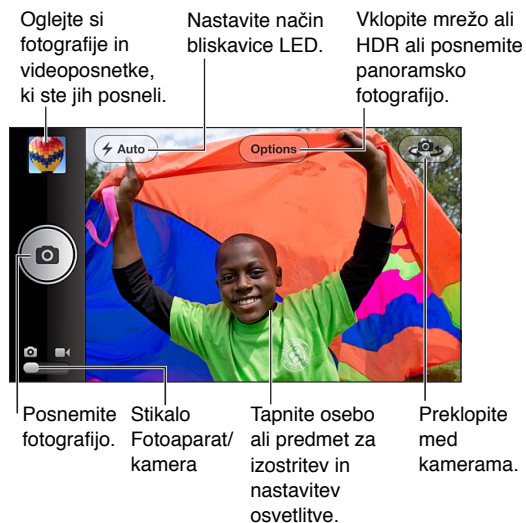 Oglejte si
fotografije in
videoposnetke,
ki ste jih posneli.
Nastavite način
bliskavice LED.
Vklopite mrežo ali
HDR ali posnemite
panoramsko
fotografijo.
Auto
Options
Posnemite
fotografijo.
Stikalo
Fotoaparat/
kamera
Tapnite osebo
ali predmet za
izostritev in
nastavitev
osvetlitve.
Preklopite
med
kamerama.